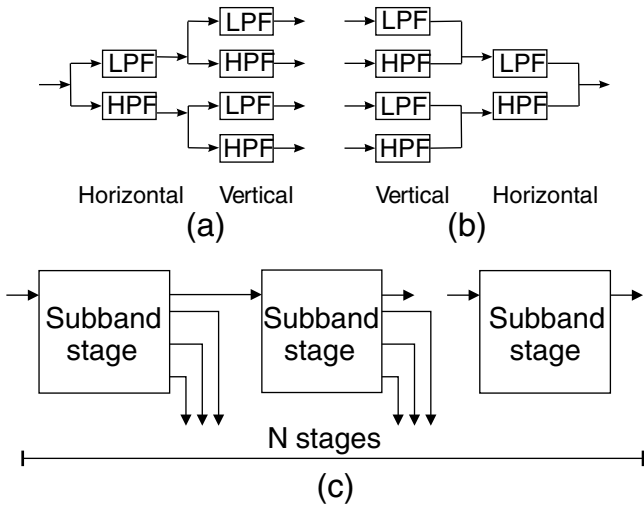 LPF
LPF
LPF
HPF
HPF
LPF
HPF
LPF
HPF
LPF
HPF
HPF
Horizontal Vertical
(a)
Vertical Horizontal
(b)
Subband
stage
Subband
stage
Subband
stage
N stages
(c)